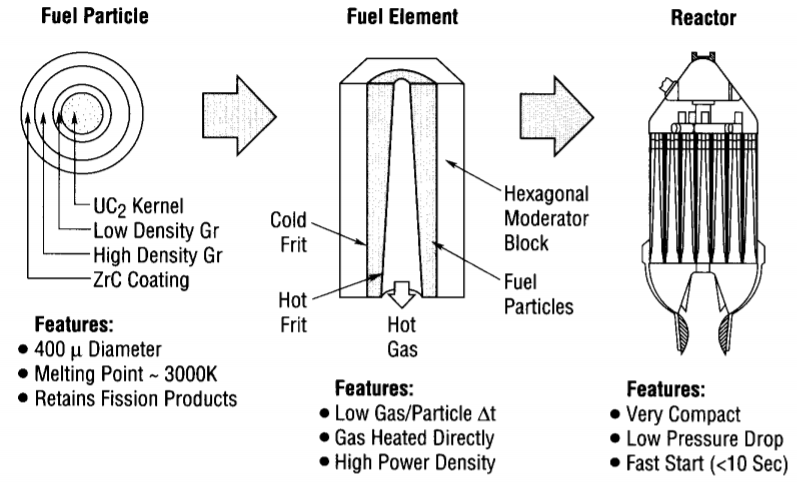 Fuel Particle
UC₂ Kernel
Low Density Gr
High Density Gr
ZrC Coating
Features:
● 400 μ Diameter
● Melting Point ~ 3000K
● Retains Fission Products
Fuel Element
Cold
Frit
Hot
Frit
Hot
Gas
Hexagonal
Moderator
Block
Fuel
Particles
Features:
● Low Gas/Particle Δt
● Gas Heated Directly
● High Power Density
Reactor
Features:
● Very Compact
● Low Pressure Drop
● Fast Start (<10 Sec)